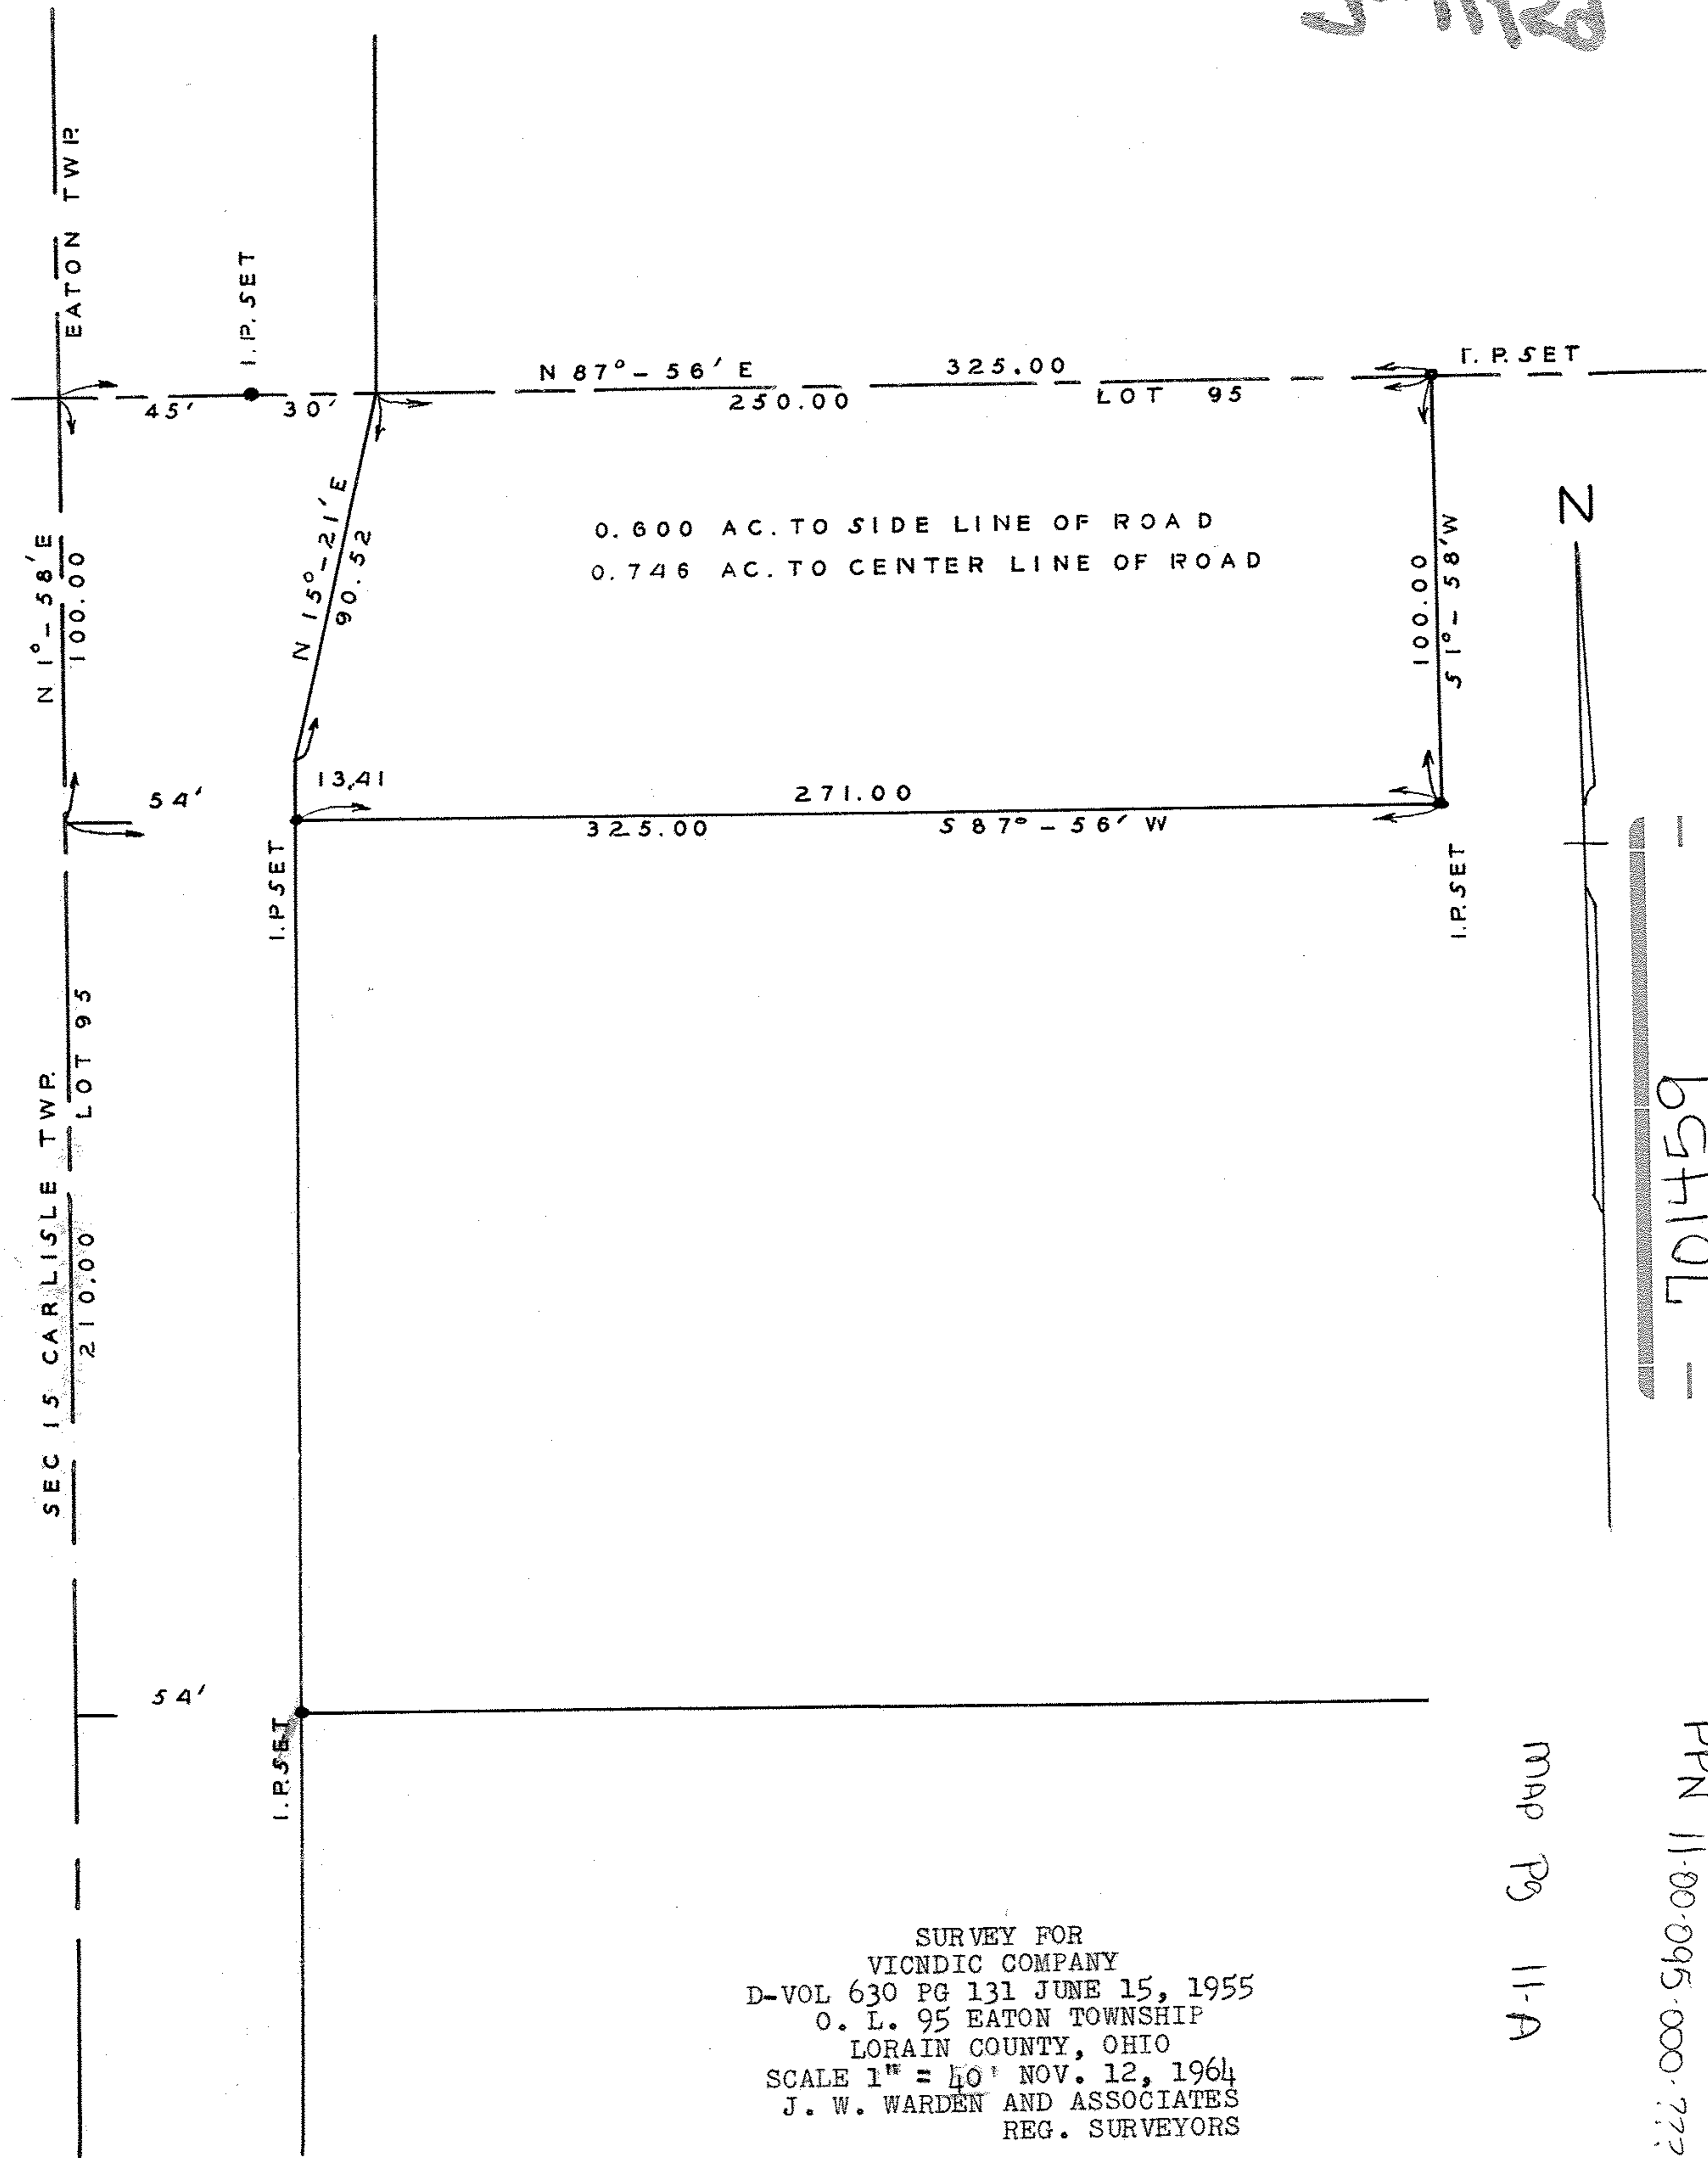 EATON TWP.
I.P. SET
N 87° - 56' E
325.00
I. P. SET
45'
30'
250.00
LOT 95
N 1° - 58' E
100.00
N 15° - 21' E
90.52
0.600 AC. TO SIDE LINE OF ROAD
0.746 AC. TO CENTER LINE OF ROAD
100.00
S 1° - 58' W
N
54'
13.41
271.00
325.00
S 87° - 56' W
I.P. SET
I.P. SET
SEC 15 CARLISLE TWP.
210.00
LOT 95
54'
I.P. SET
map pg 11-A
PPN 11-00-095-000-???
SURVEY FOR
VICNDIC COMPANY
D-VOL 630 PG 131 JUNE 15, 1955
O. L. 95 EATON TOWNSHIP
LORAIN COUNTY, OHIO
SCALE 1" = 40' NOV. 12, 1964
J. W. WARDEN AND ASSOCIATES
REG. SURVEYORS